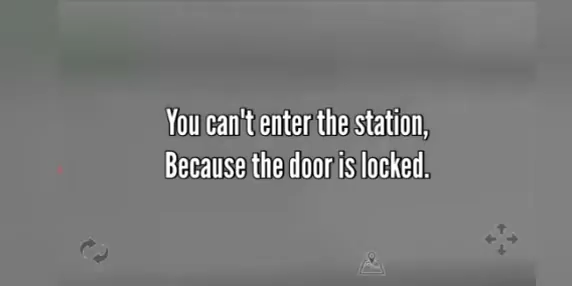 You can't enter the station,
Because the door is locked.